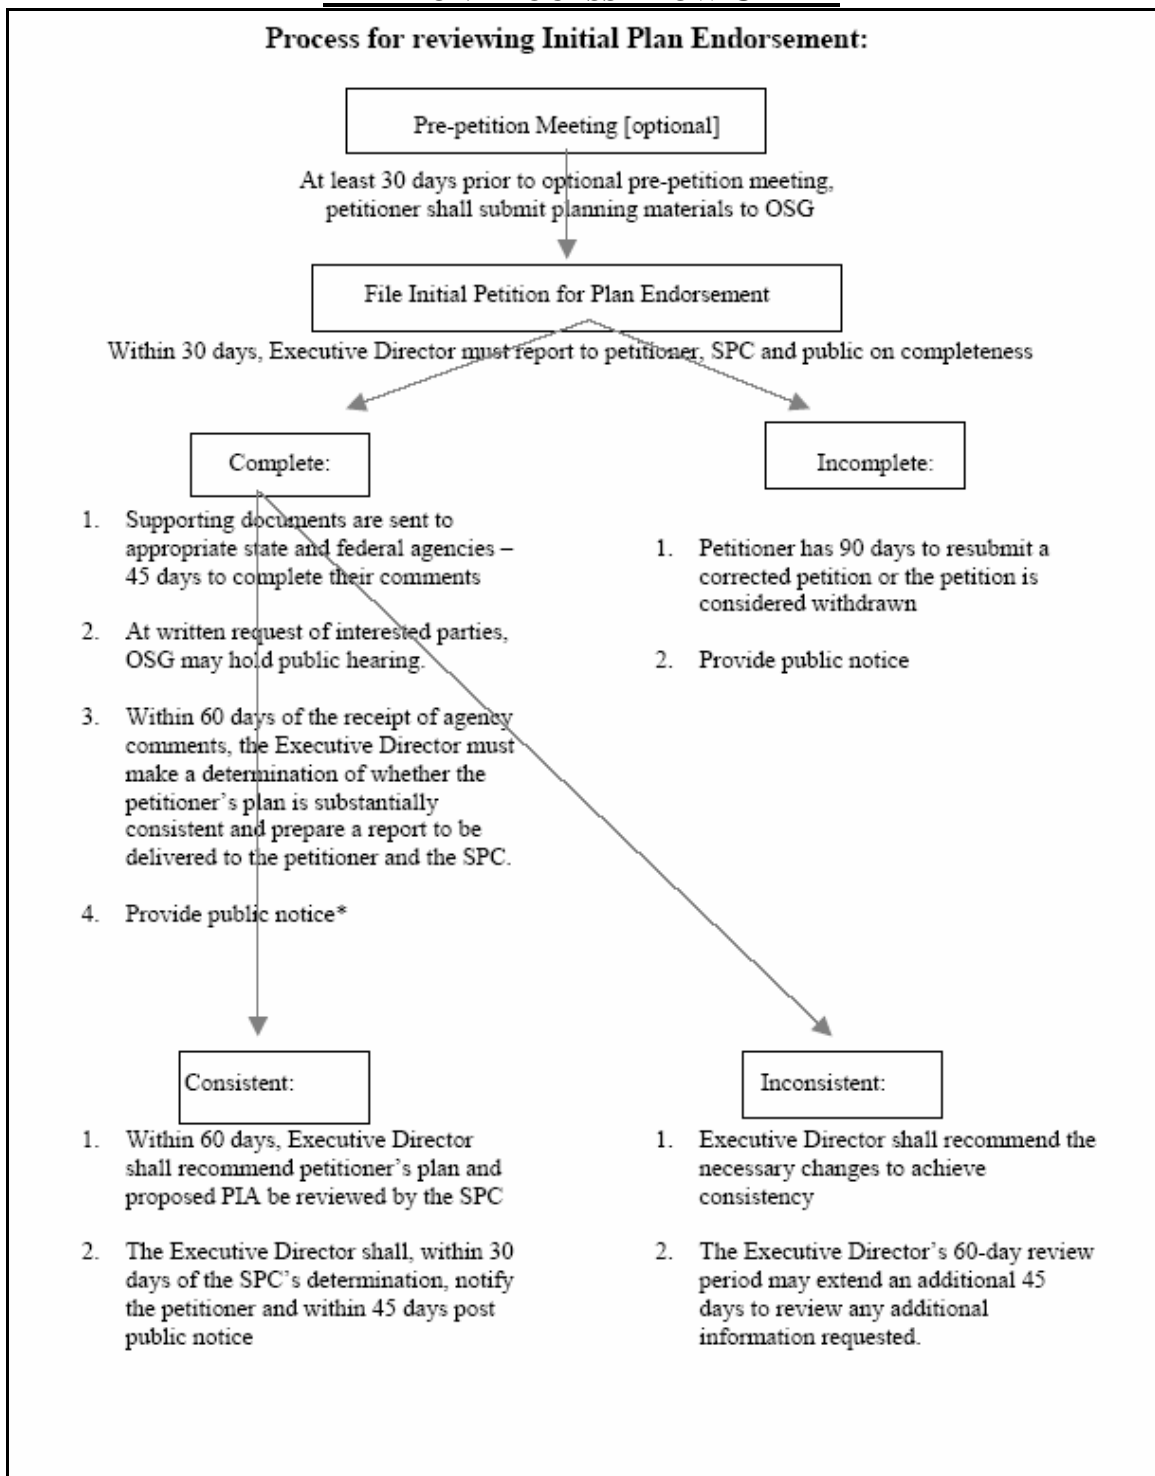 Process for reviewing Initial Plan Endorsement:
Pre-petition Meeting [optional]
At least 30 days prior to optional pre-petition meeting,
petitioner shall submit planning materials to OSG
File Initial Petition for Plan Endorsement
Within 30 days, Executive Director must report to petitioner, SPC and public on completeness
Complete:
1. Supporting documents are sent to
appropriate state and federal agencies –
45 days to complete their comments
2. At written request of interested parties,
OSG may hold public hearing.
3. Within 60 days of the receipt of agency
comments, the Executive Director must
make a determination of whether the
petitioner's plan is substantially
consistent and prepare a report to be
delivered to the petitioner and the SPC.
4. Provide public notice*
Incomplete:
1. Petitioner has 90 days to resubmit a
corrected petition or the petition is
considered withdrawn
2. Provide public notice
Consistent:
1. Within 60 days, Executive Director
shall recommend petitioner's plan and
proposed PIA be reviewed by the SPC
2. The Executive Director shall, within 30
days of the SPC's determination, notify
the petitioner and within 45 days post
public notice
Inconsistent:
1. Executive Director shall recommend the
necessary changes to achieve
consistency
2. The Executive Director's 60-day review
period may extend an additional 45
days to review any additional
information requested.